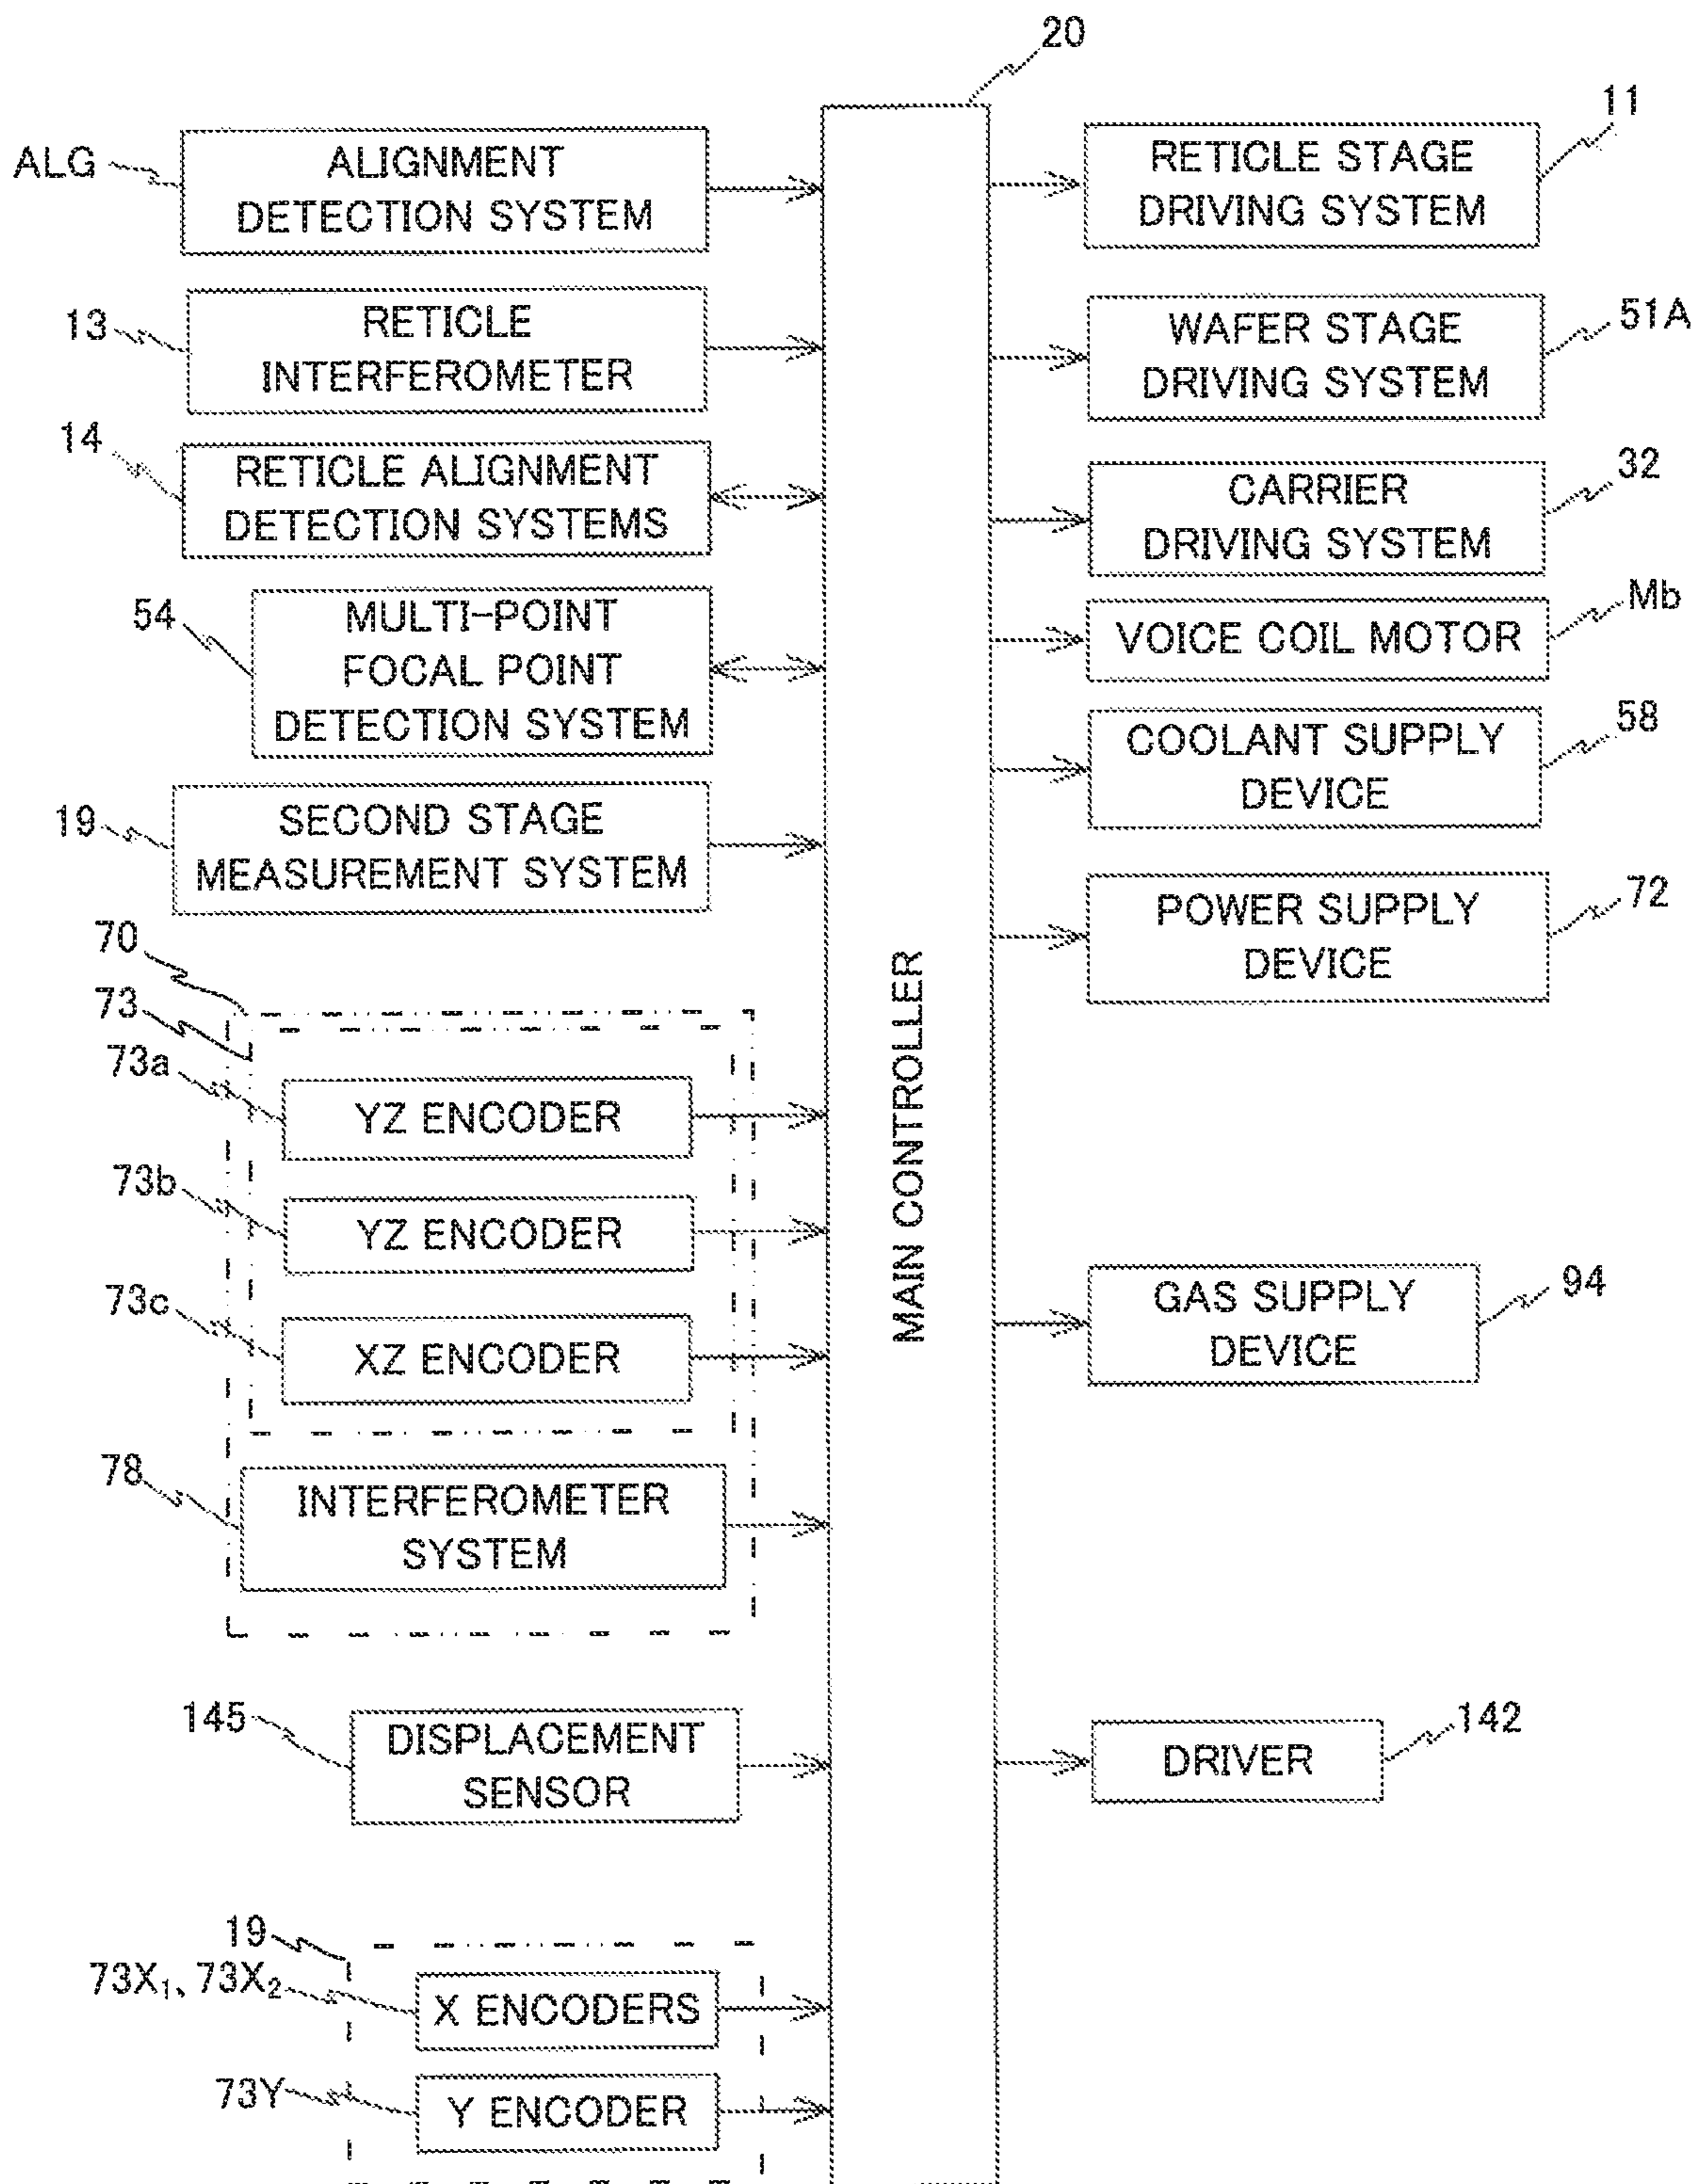 20
ALG
ALIGNMENT
DETECTION SYSTEM
13
RETICLE
INTERFEROMETER
14
RETICLE ALIGNMENT
DETECTION SYSTEMS
54
MULTI-POINT
FOCAL POINT
DETECTION SYSTEM
19
SECOND STAGE
MEASUREMENT SYSTEM
70
73
73a
YZ ENCODER
73b
YZ ENCODER
73c
XZ ENCODER
78
INTERFEROMETER
SYSTEM
145
DISPLACEMENT
SENSOR
19
73X₁、73X₂
X ENCODERS
73Y
Y ENCODER
MAIN CONTROLLER
11
RETICLE STAGE
DRIVING SYSTEM
51A
WAFER STAGE
DRIVING SYSTEM
32
CARRIER
DRIVING SYSTEM
Mb
VOICE COIL MOTOR
58
COOLANT SUPPLY
DEVICE
72
POWER SUPPLY
DEVICE
94
GAS SUPPLY
DEVICE
142
DRIVER